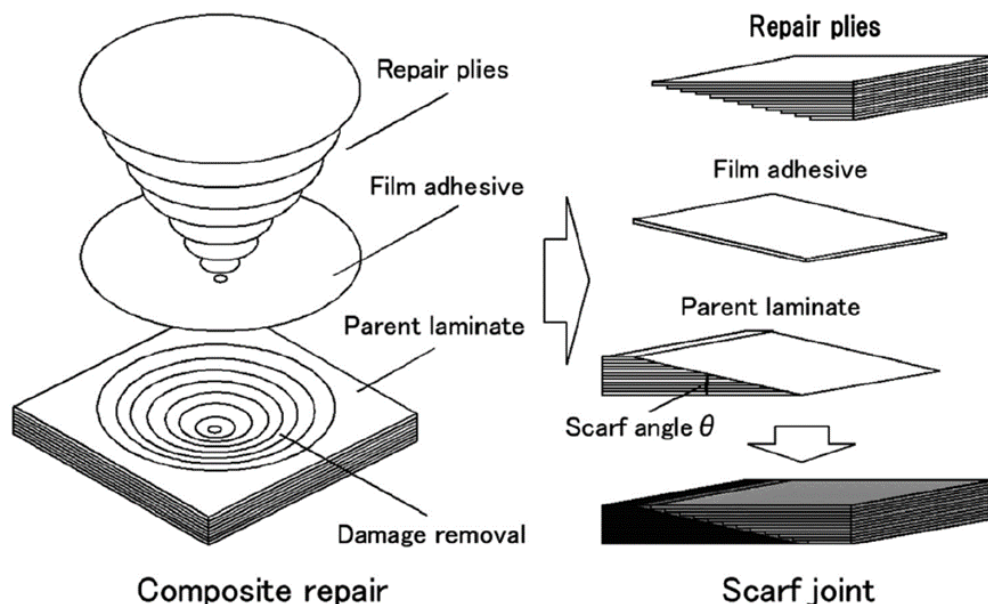 Repair plies
Film adhesive
Parent laminate
Damage removal
Composite repair
Repair plies
Film adhesive
Parent laminate
Scarf angle θ
Scarf joint